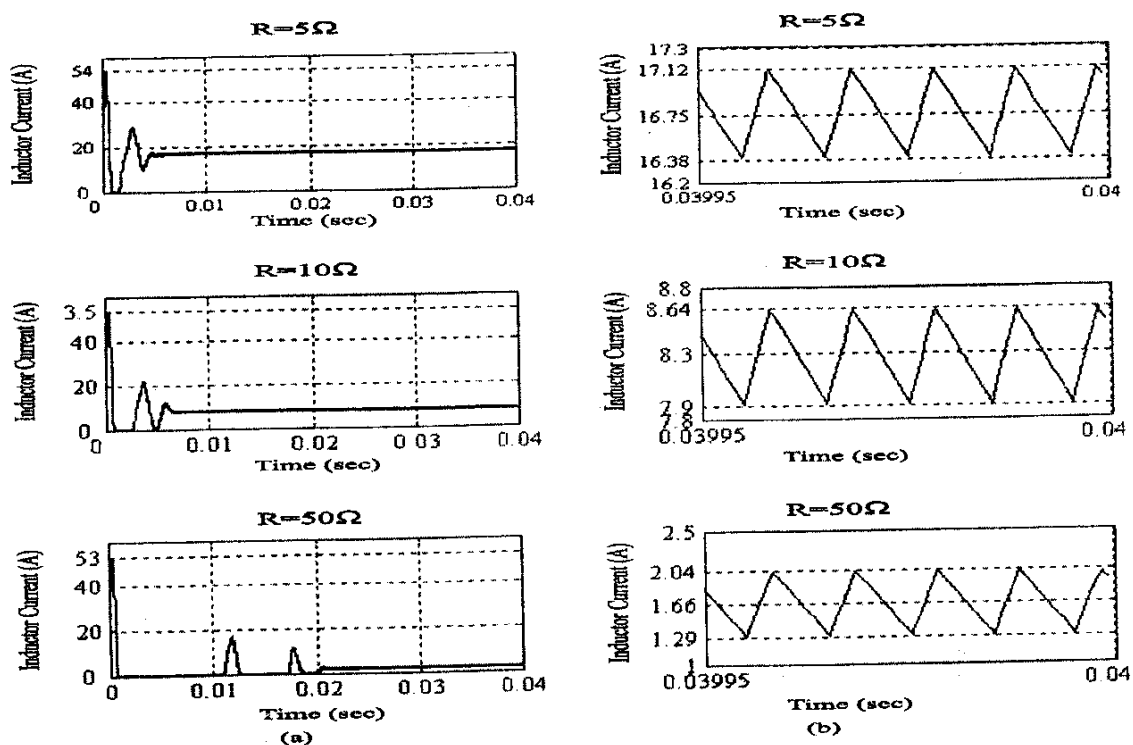 R=5Ω
Inductor Current (A)
54
40
20
0
0 0.01 0.02 0.03 0.04
Time (sec)
R=10Ω
Inductor Current (A)
3.5
40
20
0
0 0.01 0.02 0.03 0.04
Time (sec)
R=50Ω
Inductor Current (A)
53
40
20
0
0 0.01 0.02 0.03 0.04
Time (sec)
(a)
R=5Ω
Inductor Current (A)
17.3
17.12
16.75
16.38
16.2
0.03995 0.04
Time (sec)
R=10Ω
Inductor Current (A)
8.8
8.64
8.3
7.9
7.8
0.03995 0.04
Time (sec)
R=50Ω
Inductor Current (A)
2.5
2.04
1.66
1.29
1
0.03995 0.04
Time (sec)
(b)